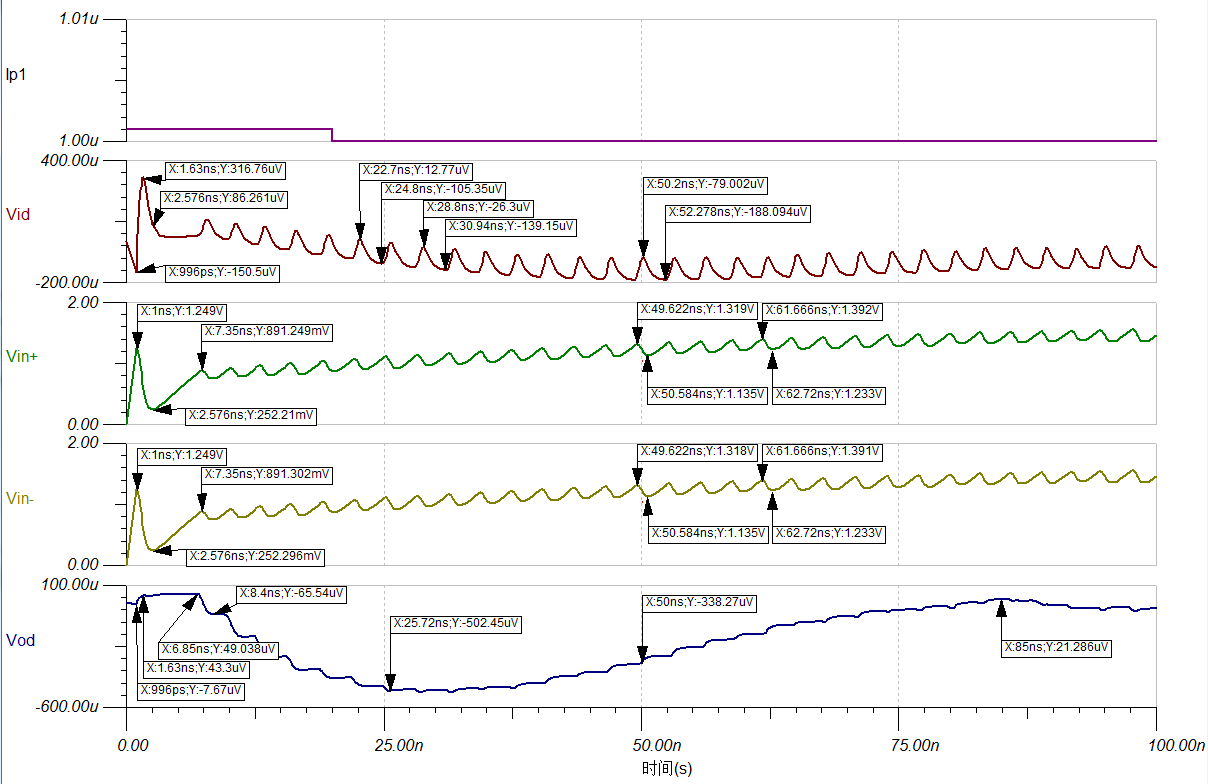 1.01u
Ip1
1.00u
400.00u
X:1.63ns;Y:316.76uV
X:22.7ns;Y:12.77uV
X:50.2ns;Y:-79.002uV
X:24.8ns;Y:-105.35uV
X:2.576ns;Y:86.261uV
X:28.8ns;Y:-26.3uV
X:52.278ns;Y:-188.094uV
Vid
X:30.94ns;Y:-139.15uV
X:996ps;Y:-150.5uV
-200.00u
2.00
X:1ns;Y:1.249V
X:49.622ns;Y:1.319V
X:61.666ns;Y:1.392V
X:7.35ns;Y:891.249mV
Vin+
X:50.584ns;Y:1.135V
X:62.72ns;Y:1.233V
X:2.576ns;Y:252.21mV
0.00
2.00
X:1ns;Y:1.249V
X:49.622ns;Y:1.318V
X:61.666ns;Y:1.391V
X:7.35ns;Y:891.302mV
Vin-
X:50.584ns;Y:1.135V
X:62.72ns;Y:1.233V
X:2.576ns;Y:252.296mV
0.00
100.00u
X:8.4ns;Y:-65.54uV
X:50ns;Y:-338.27uV
X:25.72ns;Y:-502.45uV
Vod
X:6.85ns;Y:49.038uV
X:85ns;Y:21.286uV
X:1.63ns;Y:43.3uV
X:996ps;Y:-7.67uV
-600.00u
0.00
25.00n
50.00n
75.00n
100.00n
时间(s)